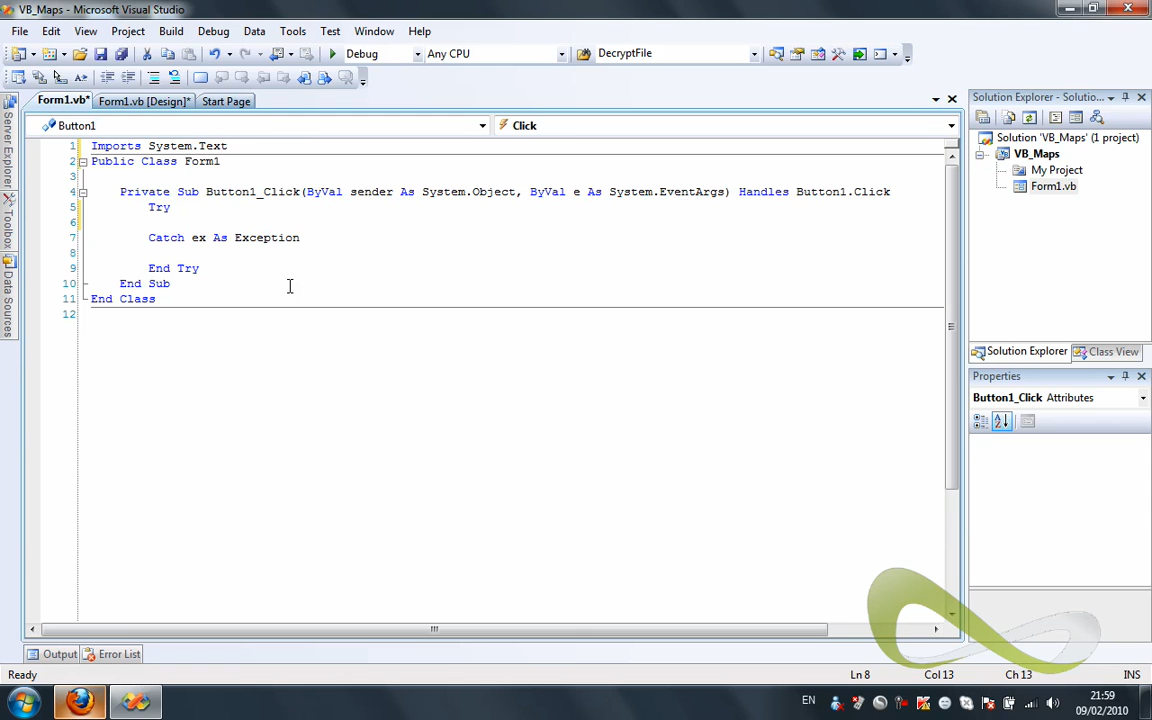 VB_Maps - Microsoft Visual Studio
File Edit View Project Build Debug Data Tools Test Window Help
Debug Any CPU DecryptFile
Form1.vb* Form1.vb [Design]* Start Page
Button1 Click
1 Imports System.Text
2 Public Class Form1
3
4 Private Sub Button1_Click(ByVal sender As System.Object, ByVal e As System.EventArgs) Handles Button1.Click
5 Try
6
7 Catch ex As Exception
8
9 End Try
10 End Sub
11 End Class
12
Server Explorer
Toolbox
Data Sources
Solution Explorer - Solutio...
Solution 'VB_Maps' (1 project)
VB_Maps
My Project
Form1.vb
Solution Explorer Class View
Properties
Button1_Click Attributes
Output Error List
Ready Ln 8 Col 13 Ch 13 INS
EN 21:59
09/02/2010